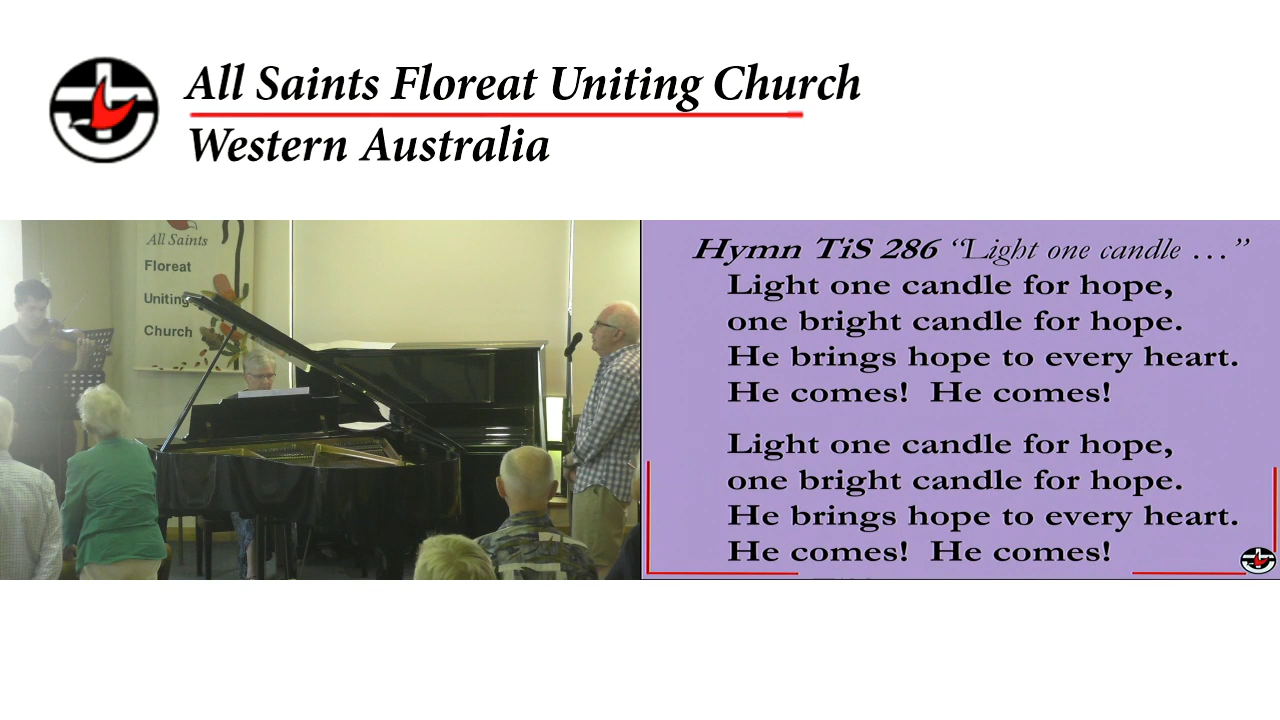 All Saints Floreat Uniting Church
Western Australia
All Saints
Floreat
Uniting
Church
Hymn TiS 286 “Light one candle …”
Light one candle for hope,
one bright candle for hope.
He brings hope to every heart.
He comes!  He comes!
Light one candle for hope,
one bright candle for hope.
He brings hope to every heart.
He comes!  He comes!